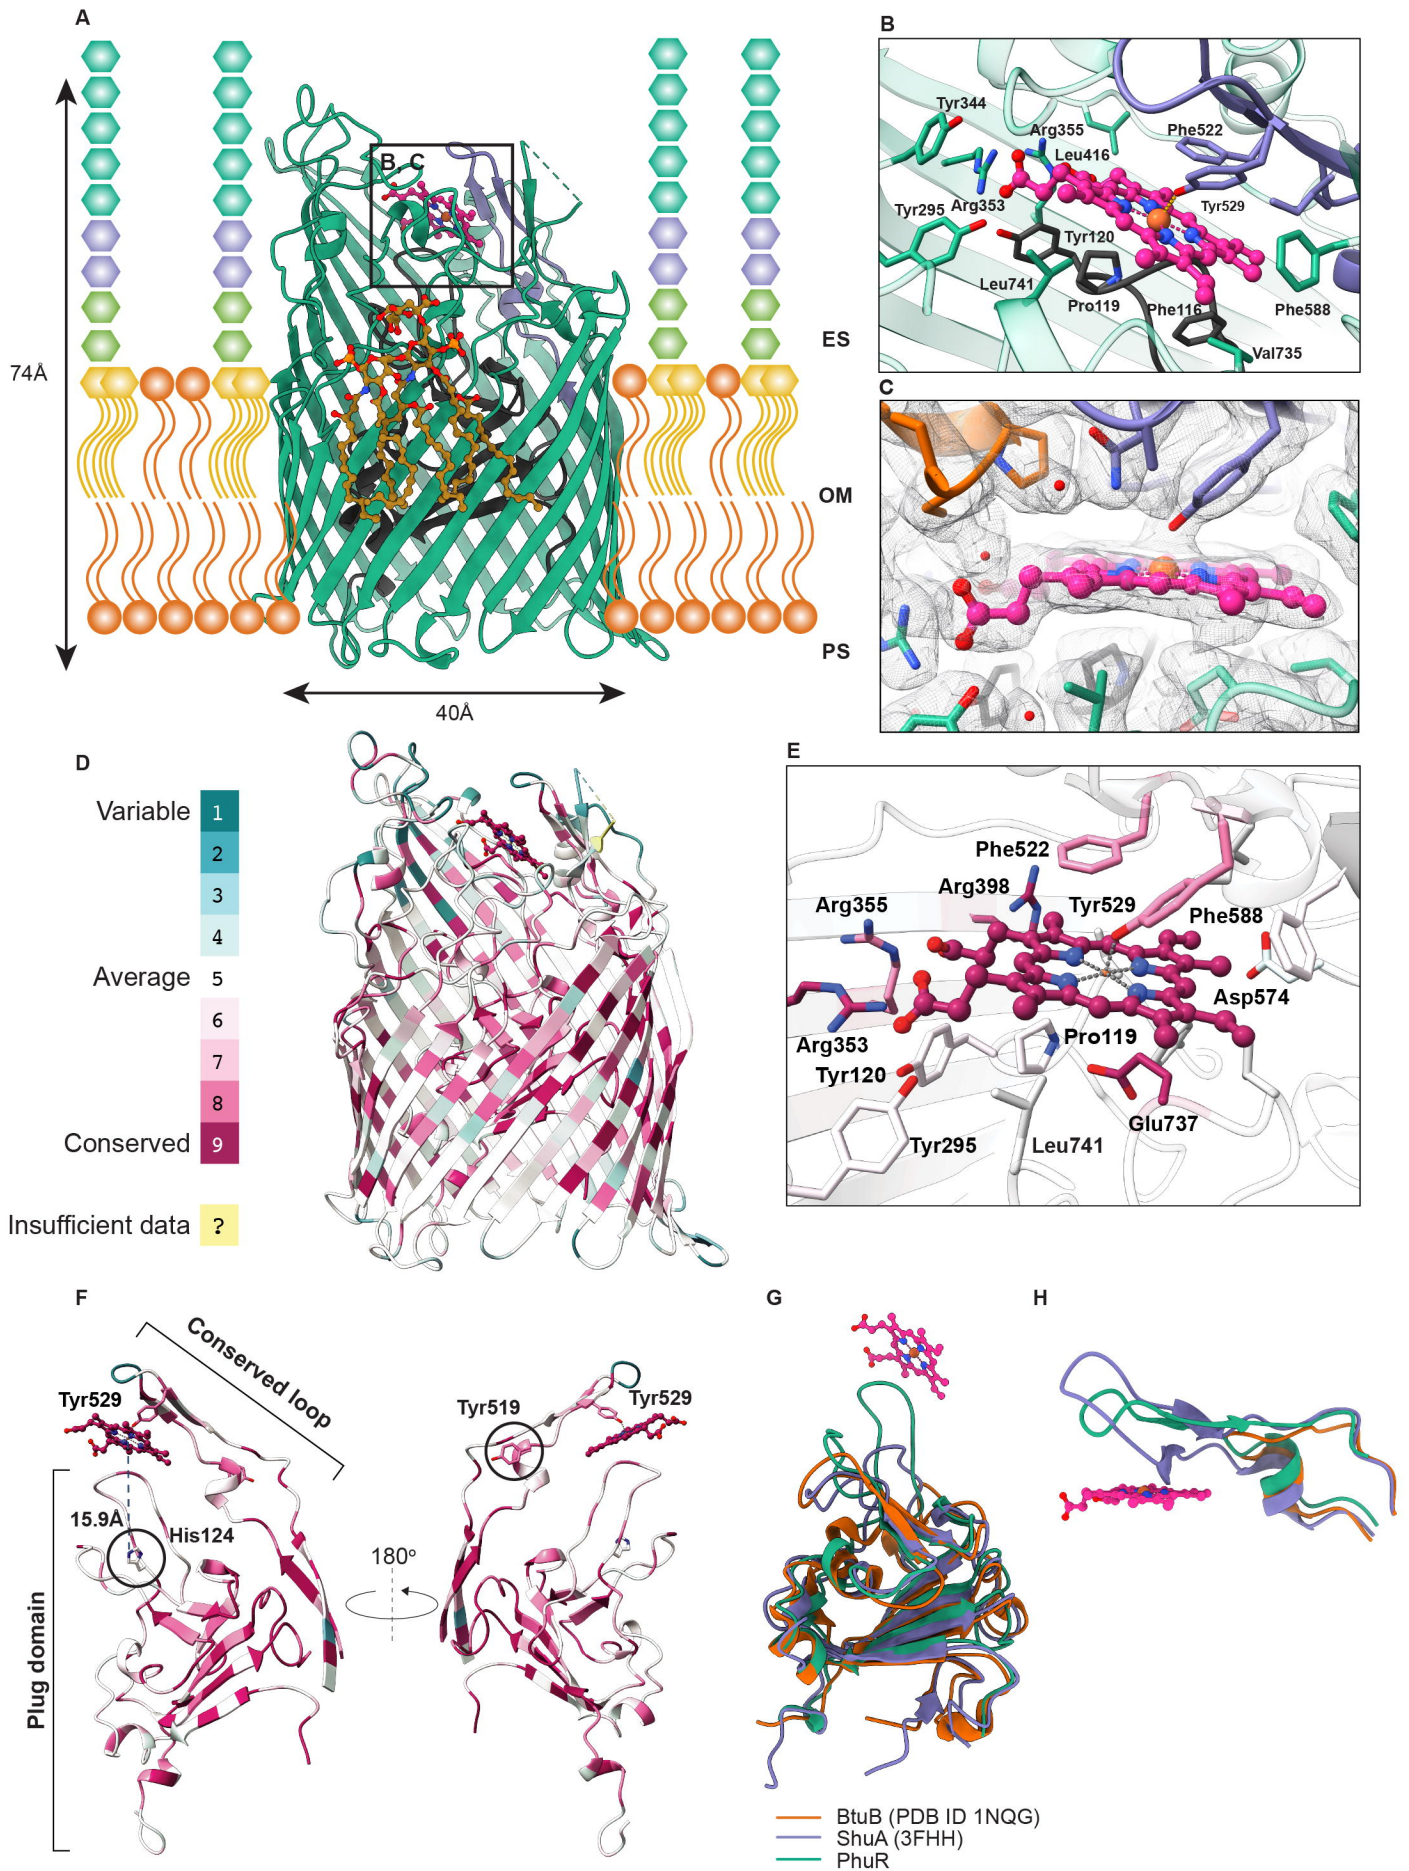 A
B C
74Å
40Å
ES
OM
PS
B
Tyr344
Arg355
Leu416
Phe522
Arg353
Tyr529
Tyr295
Tyr120
Leu741
Pro119
Phe116
Phe588
Val735
C
D
Variable
1
2
3
4
Average
5
6
7
8
Conserved
9
Insufficient data
?
E
Phe522
Arg398
Tyr529
Arg355
Phe588
Asp574
Arg353
Pro119
Tyr120
Glu737
Tyr295
Leu741
F
Conserved loop
Tyr529
Tyr519
Tyr529
15.9Å
His124
180°
Plug domain
G
BtuB (PDB ID 1NQG)
ShuA (3FHH)
PhuR
H